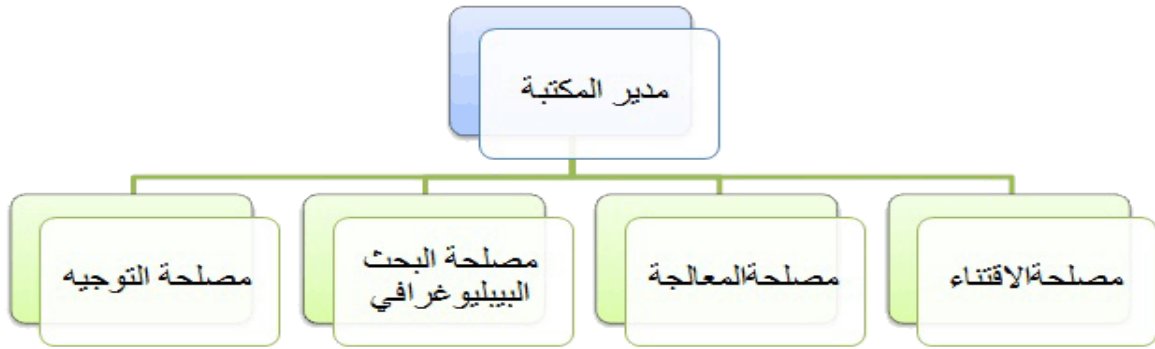 مدير المكتبة
مصلحةالاقتناء
مصلحةالمعالجة
مصلحة البحث
البيبليوغرافي
مصلحة التوجيه